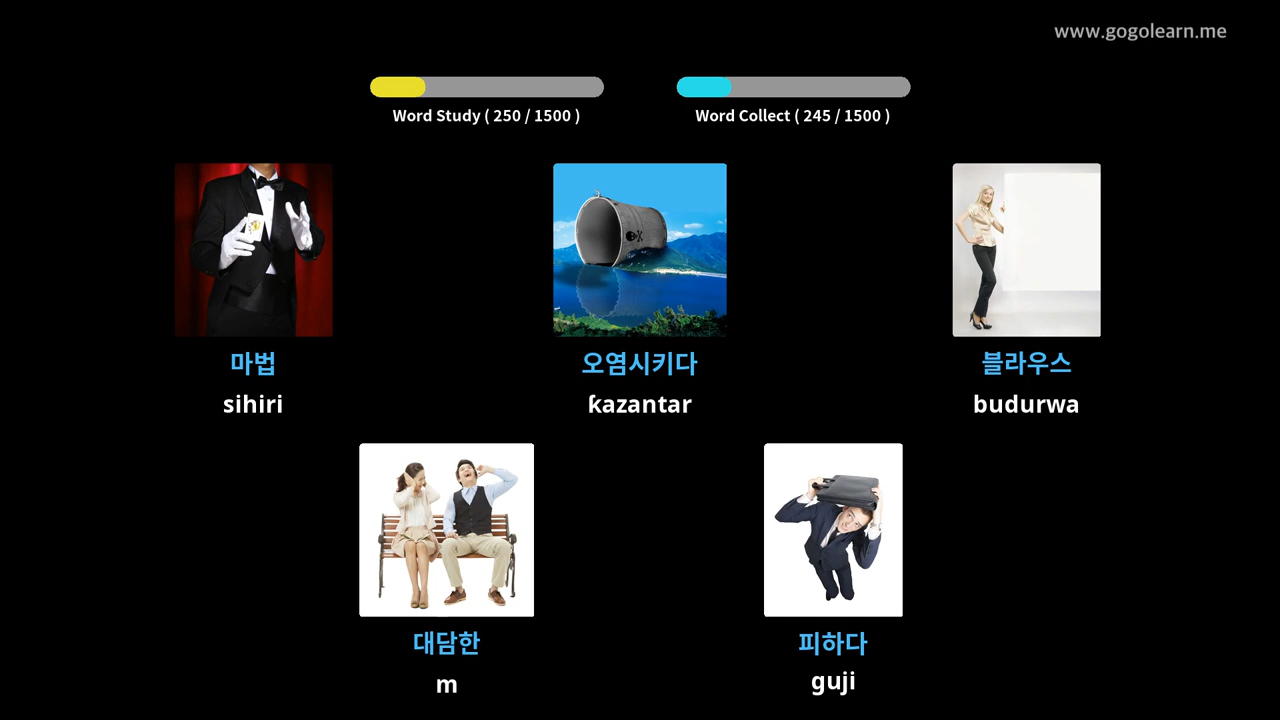 www.gogolearn.me
Word Study ( 250 / 1500 )
Word Collect ( 245 / 1500 )
마법
오염시키다
블라우스
sihiri
ƙazantar
budurwa
대담한
피하다
m
guji